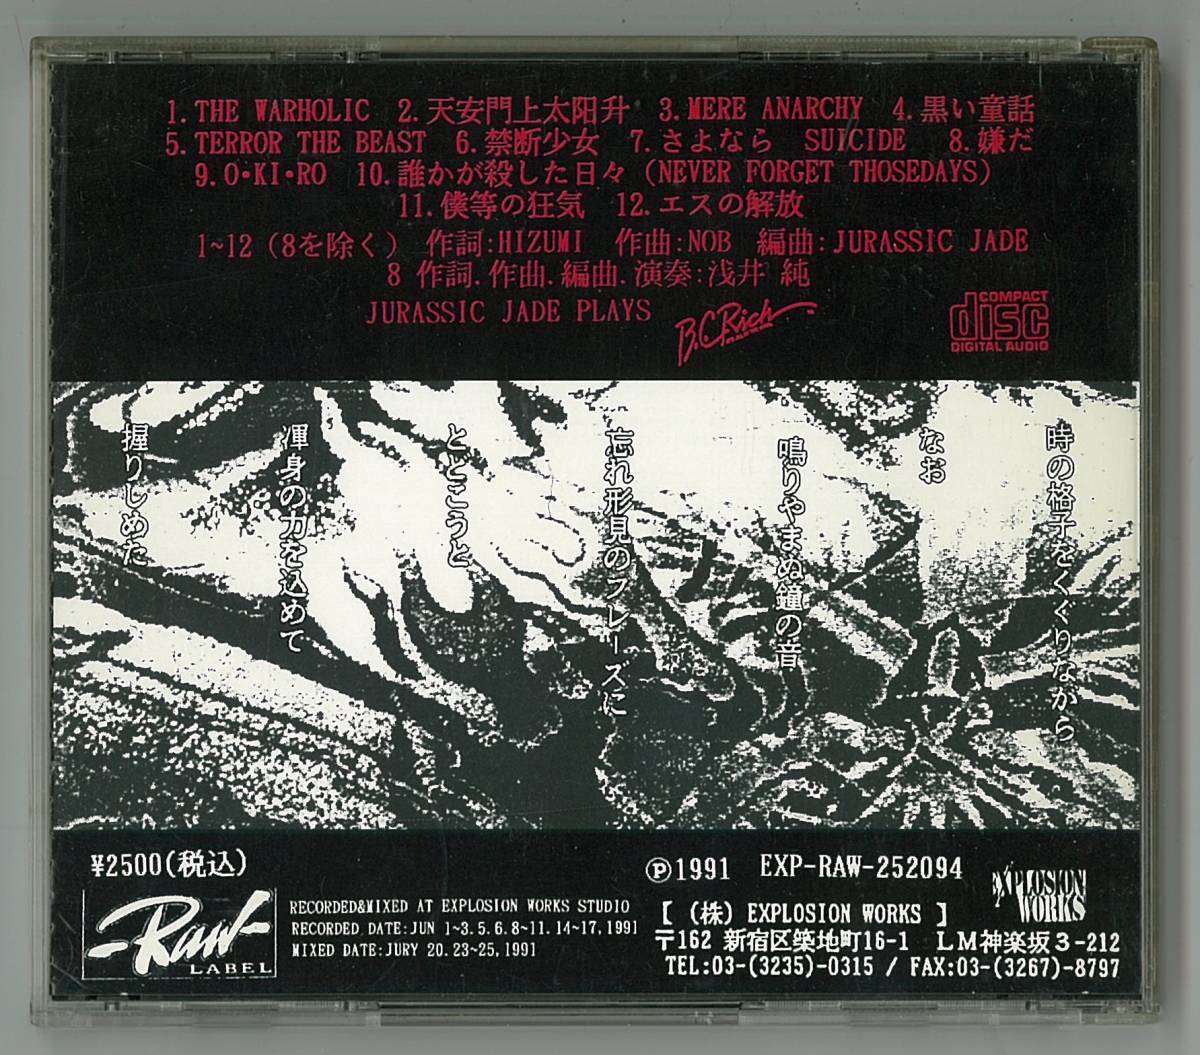 1. THE WARHOLIC 2. 天安門上太阳升 3. MERE ANARCHY 4. 黒い童話
5. TERROR THE BEAST 6. 禁断少女 7. さよなら SUICIDE 8. 嫌だ
9. O・KI・RO 10. 誰かが殺した日々 (NEVER FORGET THOSEDAYS)
11. 僕等の狂気 12. エスの解放
1~12 (8を除く) 作詞:HIZUMI 作曲:NOB 編曲:JURASSIC JADE
8 作詞.作曲.編曲.演奏:浅井 純
JURASSIC JADE PLAYS B.C.Rich
COMPACT
disc
DIGITAL AUDIO
時の格子をくぐりながら
なお
鳴りやまぬ鐘の音
忘れ形見のフレーズに
とどこうと
渾身の力を込めて
握りしめた
¥2500(税込)
Raw
LABEL
RECORDED&MIXED AT EXPLOSION WORKS STUDIO
RECORDED DATE:JUN 1~3.5.6.8~11.14~17,1991
MIXED DATE:JURY 20.23~25,1991
Ⓟ1991 EXP-RAW-252094
EXPLOSION
WORKS
[ (株) EXPLOSION WORKS ]
〒162 新宿区築地町16-1 LM神楽坂3-212
TEL:03-(3235)-0315 / FAX:03-(3267)-8797